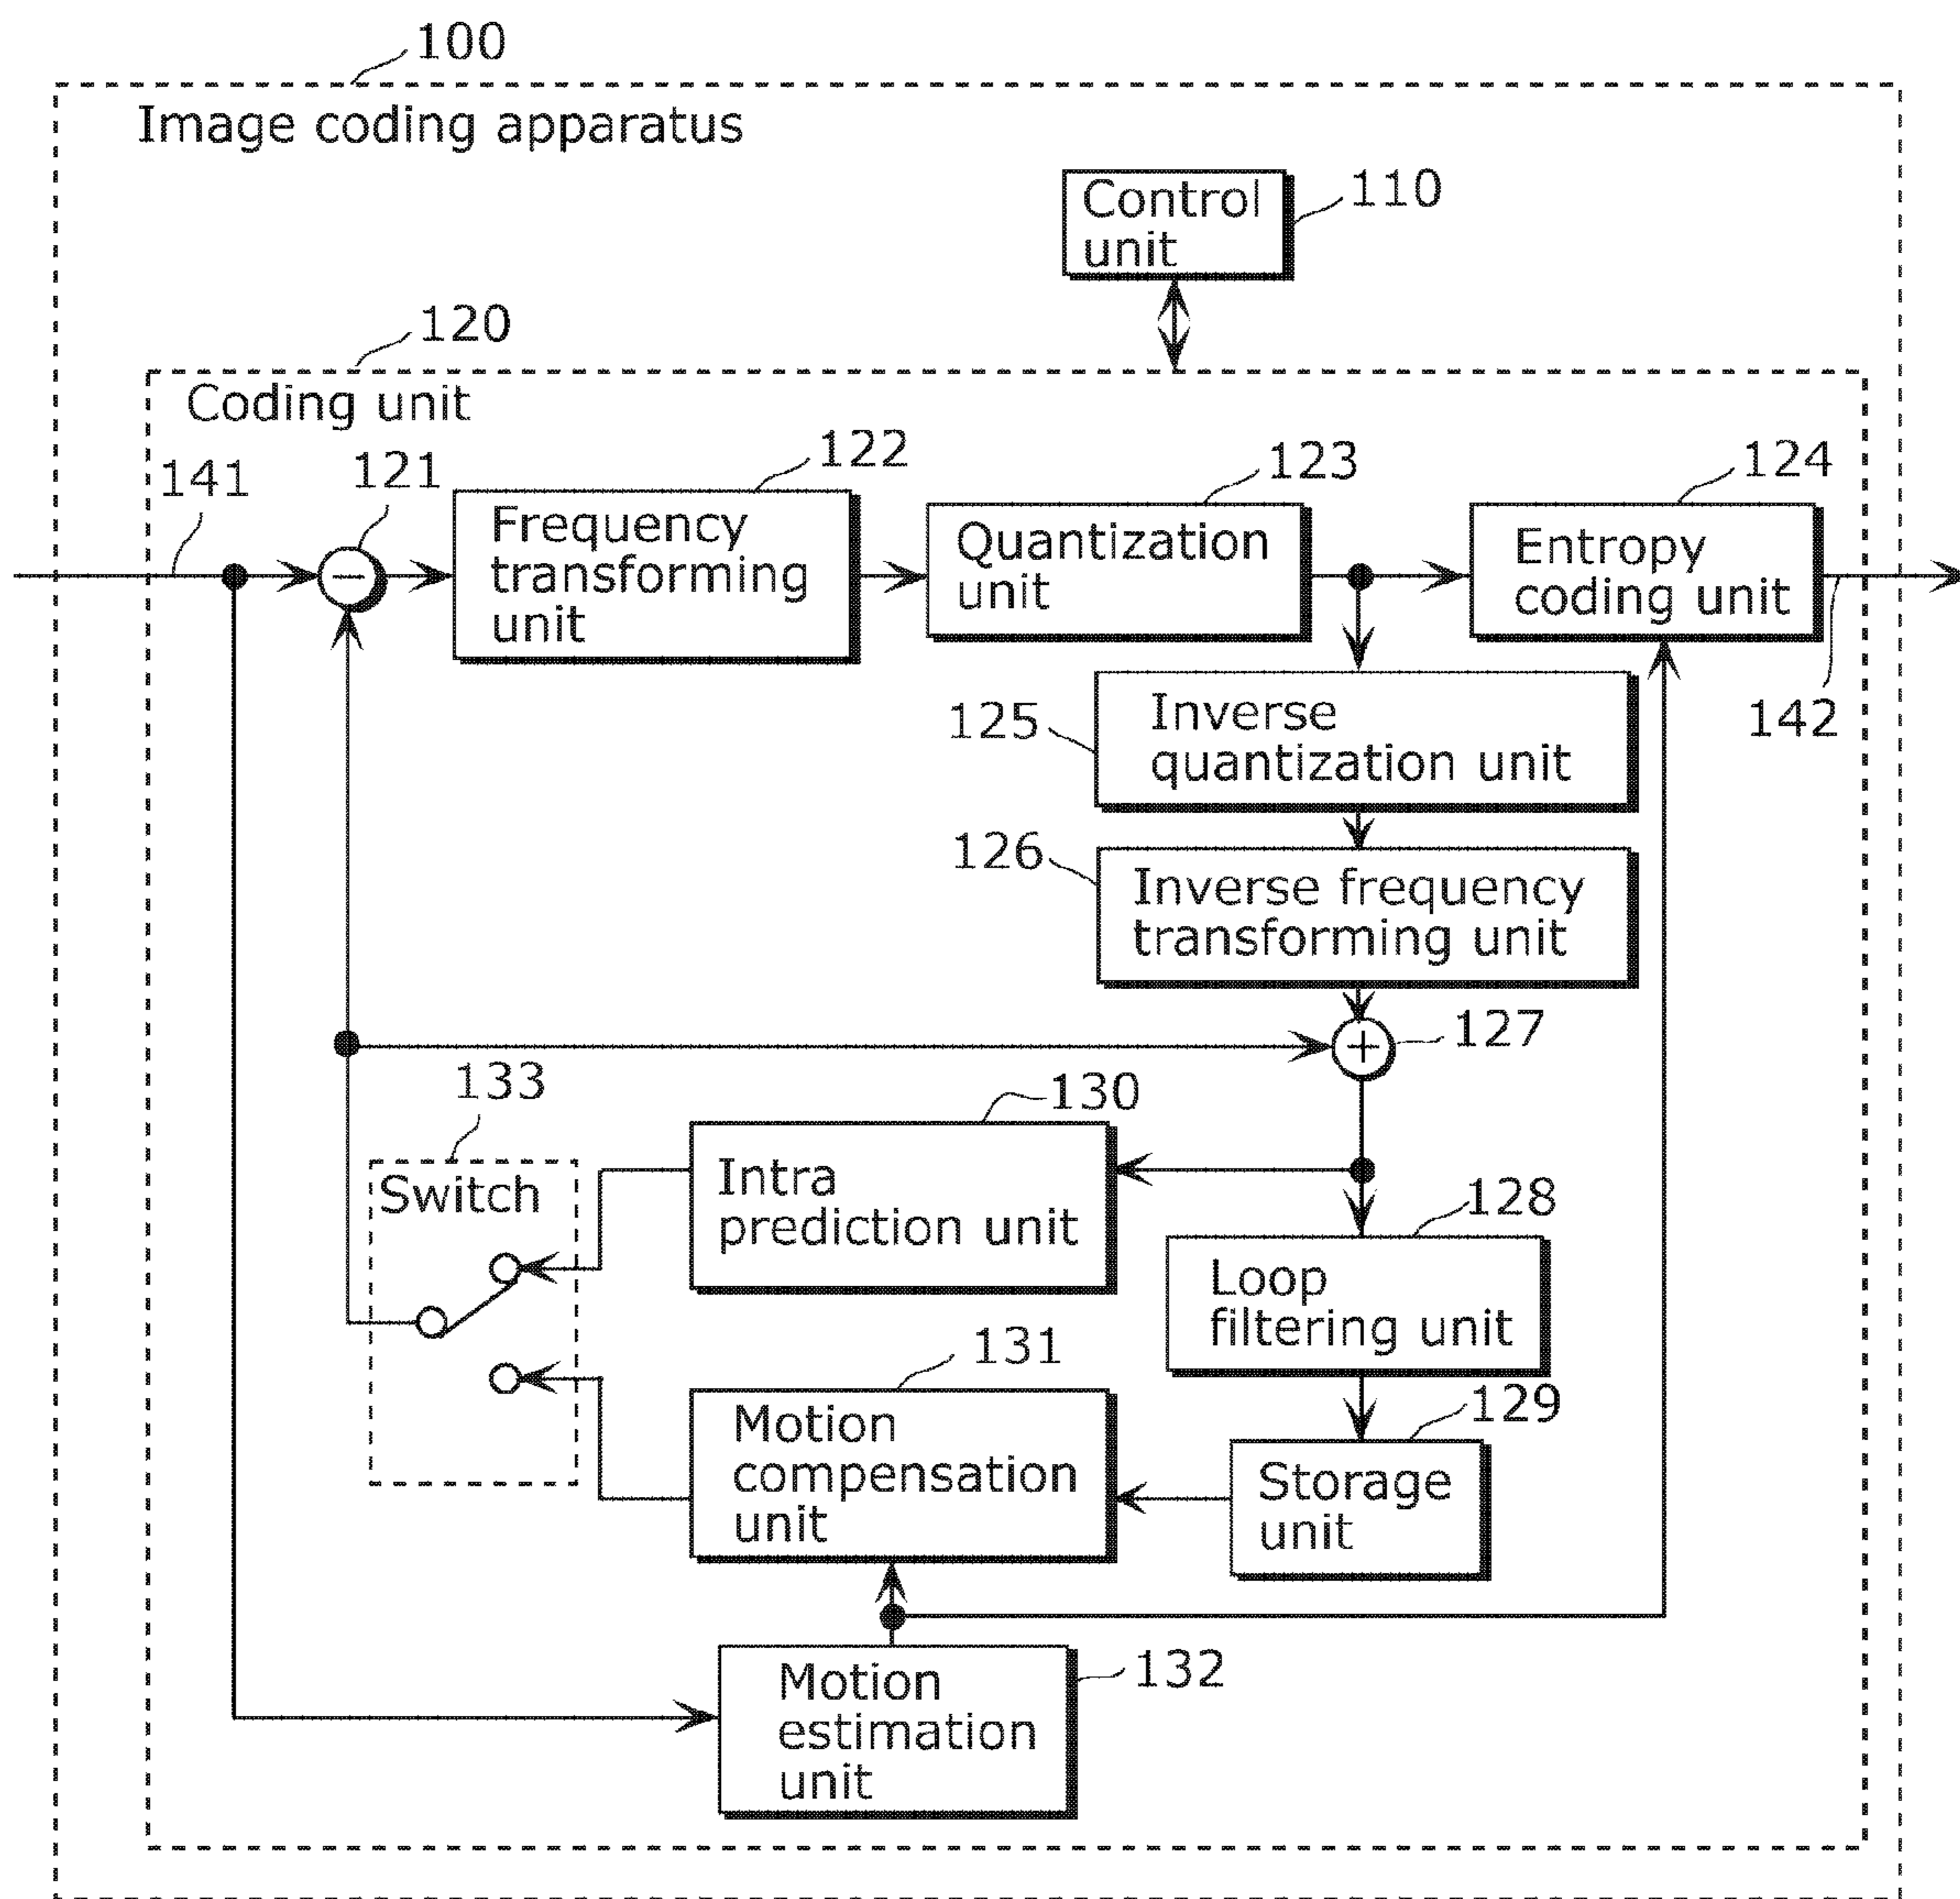 100
Image coding apparatus
Control
unit
110
120
Coding unit
141
121
122
Frequency
transforming
unit
123
Quantization
unit
124
Entropy
coding unit
142
125
Inverse
quantization unit
126
Inverse frequency
transforming unit
127
+
−
133
Switch
130
Intra
prediction unit
128
Loop
filtering unit
131
Motion
compensation
unit
129
Storage
unit
132
Motion
estimation
unit